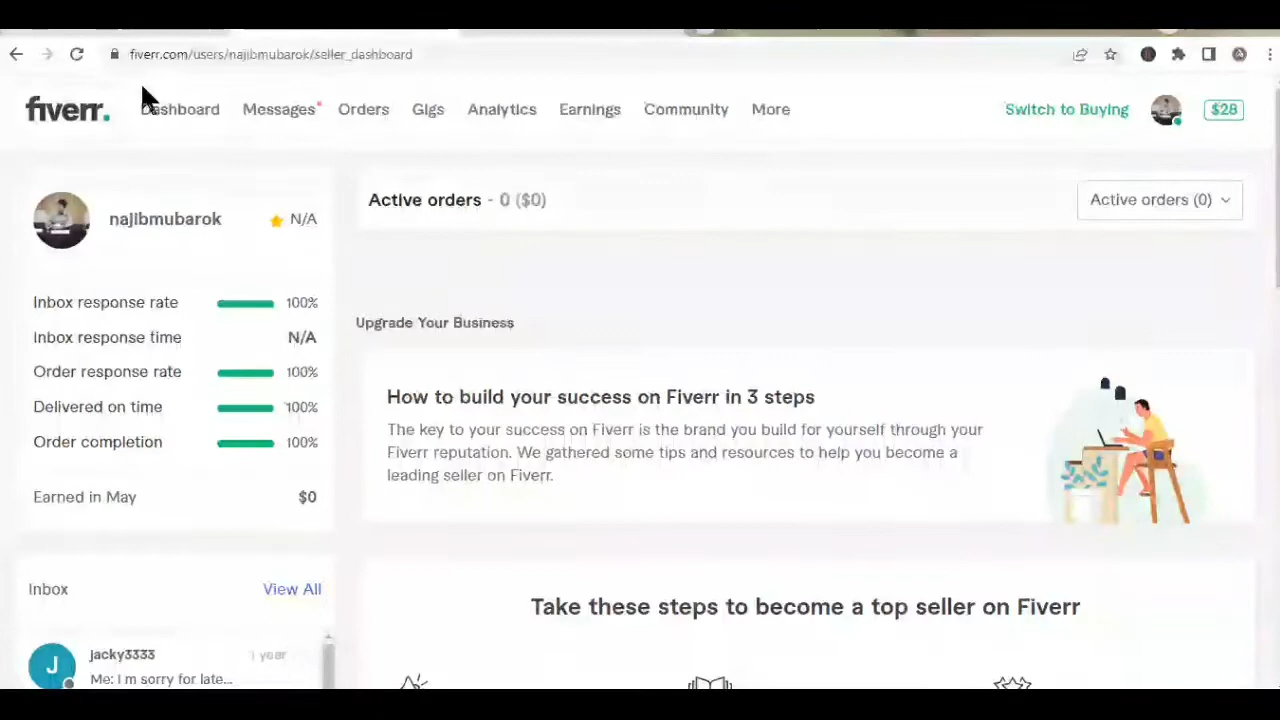 fiverr.com/users/najibmubarok/seller_dashboard
fiverr. Dashboard Messages Orders Gigs Analytics Earnings Community More Switch to Buying $28
najibmubarok N/A
Inbox response rate 100%
Inbox response time N/A
Order response rate 100%
Delivered on time 100%
Order completion 100%
Earned in May $0
Inbox View All
J jacky3333 1 year
Me: I m sorry for late...
Active orders - 0 ($0) Active orders (0)
Upgrade Your Business
How to build your success on Fiverr in 3 steps
The key to your success on Fiverr is the brand you build for yourself through your
Fiverr reputation. We gathered some tips and resources to help you become a
leading seller on Fiverr.
Take these steps to become a top seller on Fiverr